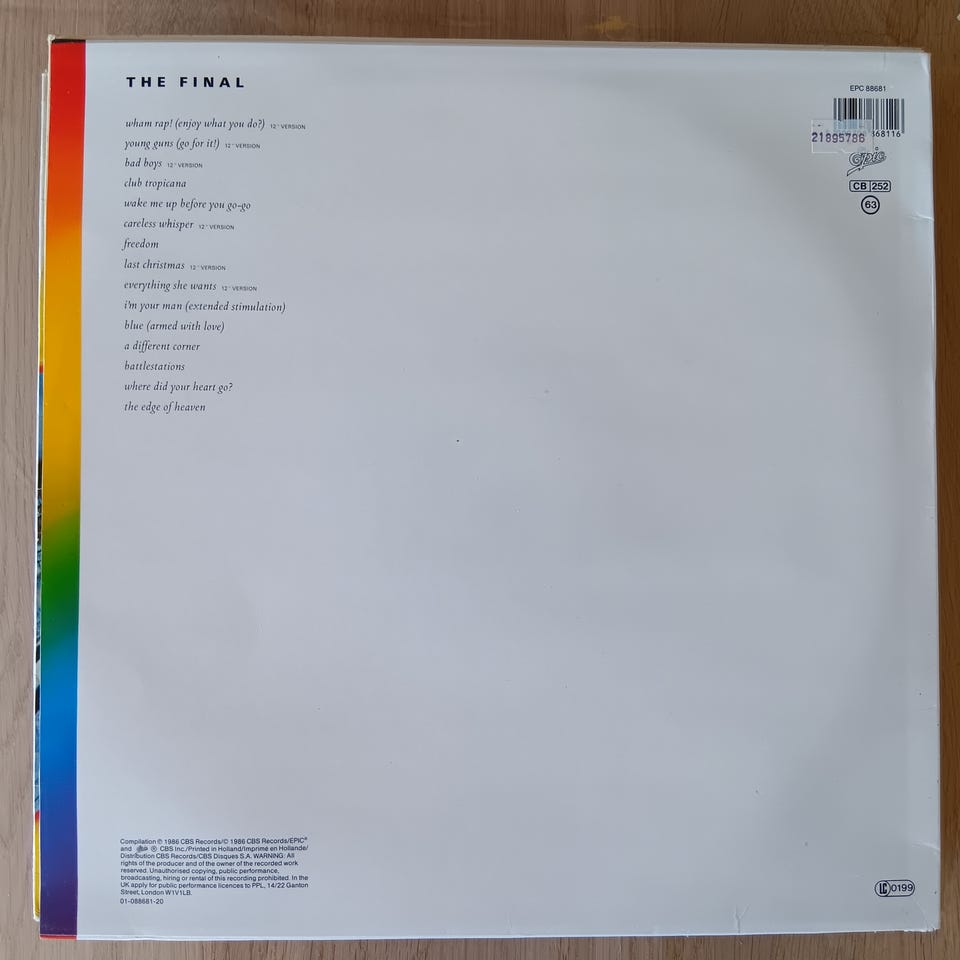 THE FINAL
wham rap! (enjoy what you do?) 12" VERSION
young guns (go for it!) 12" VERSION
bad boys 12" VERSION
club tropicana
wake me up before you go-go
careless whisper 12" VERSION
freedom
last christmas 12" VERSION
everything she wants 12" VERSION
i'm your man (extended stimulation)
blue (armed with love)
a different corner
battlestations
where did your heart go?
the edge of heaven
EPC 88681
68116
21895786
Epic
CB 252
63
Compilation ℗ 1986 CBS Records/© 1986 CBS Records/EPIC®
and ® CBS Inc./Printed in Holland/Imprimé en Hollande/
Distribution CBS Records/CBS Disques S.A. WARNING: All
rights of the producer and of the owner of the recorded work
reserved. Unauthorised copying, public performance,
broadcasting, hiring or rental of this recording prohibited. In the
UK apply for public performance licences to PPL, 14/22 Ganton
Street, London W1V1LB.
01-088681-20
LC 0199